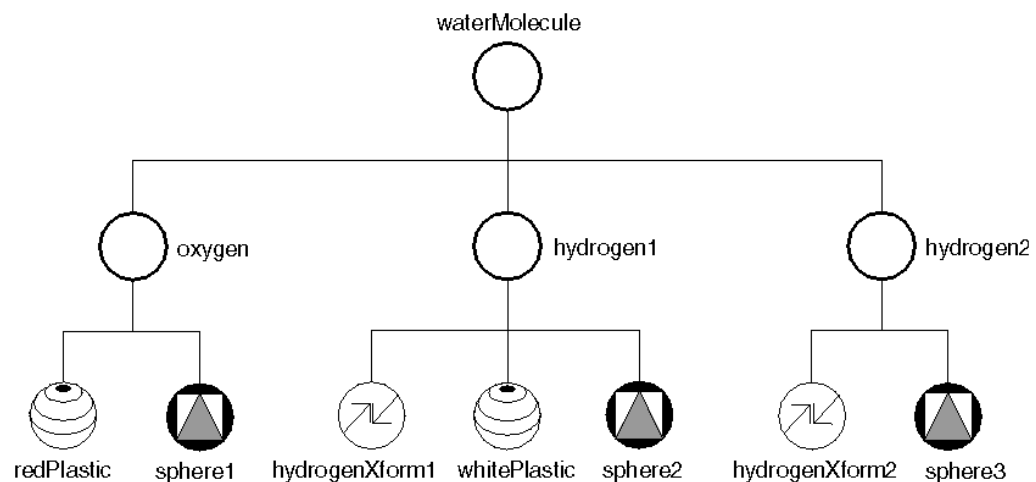 waterMolecule
oxygen
hydrogen1
hydrogen2
redPlastic
sphere1
hydrogenXform1
whitePlastic
sphere2
hydrogenXform2
sphere3